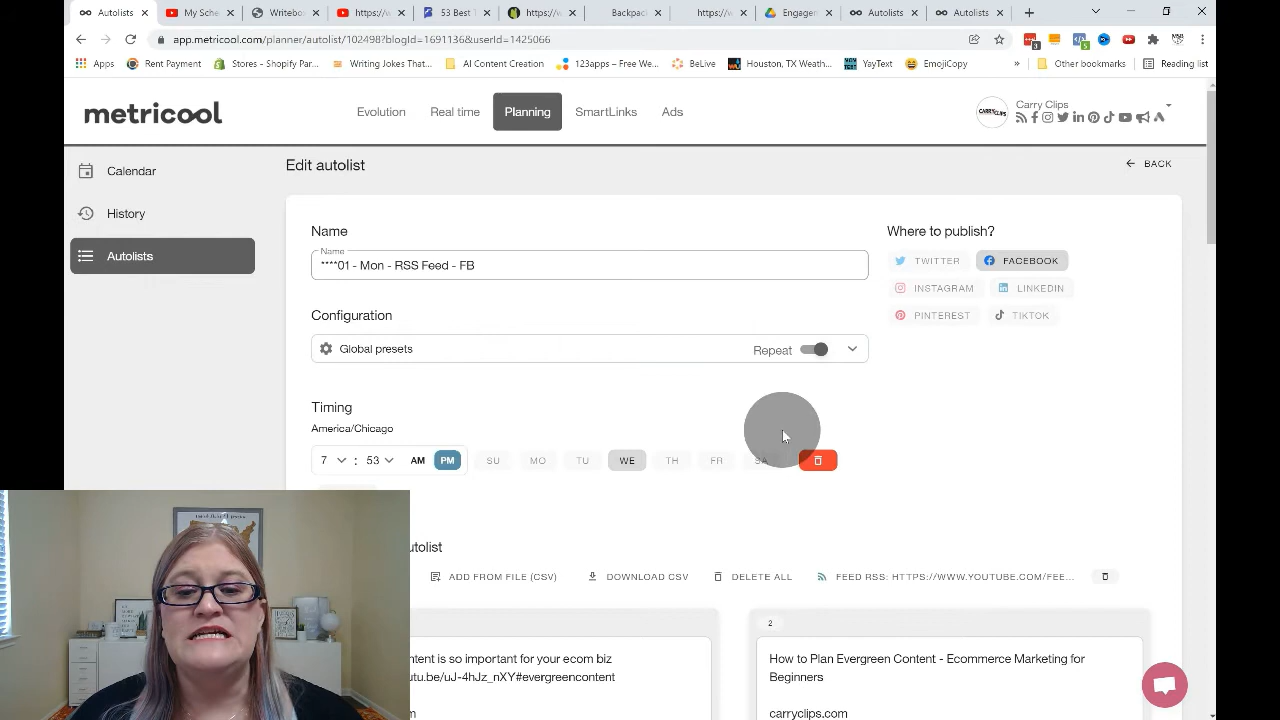 Autolists
My Sche
Writebo
https://w
53 Best T
https://w
Backpac
https://w
Engagen
Autolists
Autolists
app.metricool.com/planner/autolist/102498?blogId=1691136&userId=1425066
Apps
Rent Payment
Stores - Shopify Par...
Writing Jokes That...
AI Content Creation
123apps – Free We...
BeLive
Houston, TX Weath...
YayText
EmojiCopy
»
Other bookmarks
Reading list
metricool
Evolution
Real time
Planning
SmartLinks
Ads
CARRYCLIPS
Carry Clips
Calendar
History
Autolists
Edit autolist
BACK
Name
Name
****01 - Mon - RSS Feed - FB
Where to publish?
TWITTER
FACEBOOK
INSTAGRAM
LINKEDIN
PINTEREST
TIKTOK
Configuration
Global presets
Repeat
Timing
America/Chicago
7 : 53 AM PM SU MO TU WE TH FR SA
utolist
ADD FROM FILE (CSV)
DOWNLOAD CSV
DELETE ALL
FEED RSS: HTTPS://WWW.YOUTUBE.COM/FEE...
2
ntent is so important for your ecom biz
utu.be/uJ-4hJz_nXY#evergreencontent
How to Plan Evergreen Content - Ecommerce Marketing for
Beginners
carryclips.com